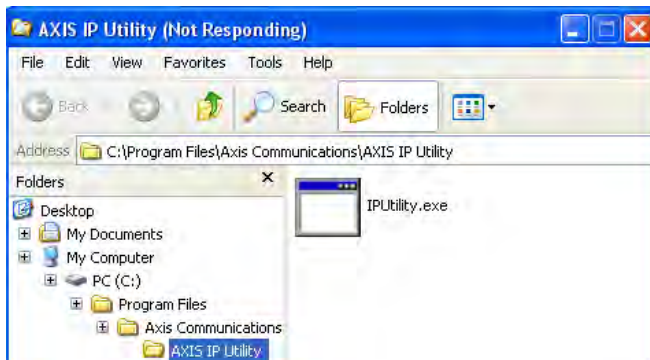 AXIS IP Utility (Not Responding)
File Edit View Favorites Tools Help
Back Search Folders
Address C:\Program Files\Axis Communications\AXIS IP Utility
Folders
IPUtility.exe
Desktop
My Documents
My Computer
PC (C:)
Program Files
Axis Communications
AXIS IP Utility